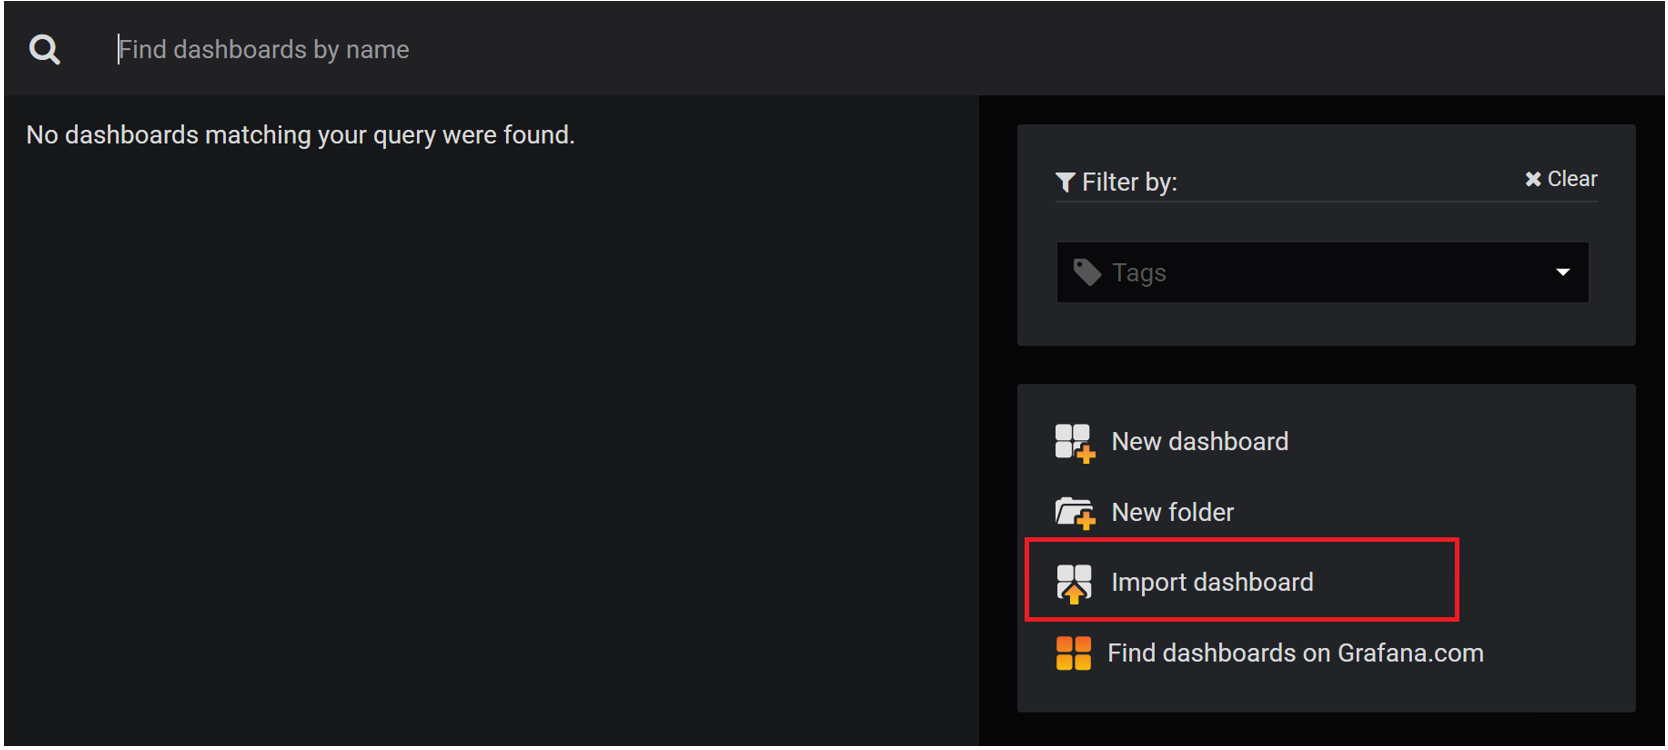 Find dashboards by name
No dashboards matching your query were found.
Filter by:
Clear
Tags
New dashboard
New folder
Import dashboard
Find dashboards on Grafana.com